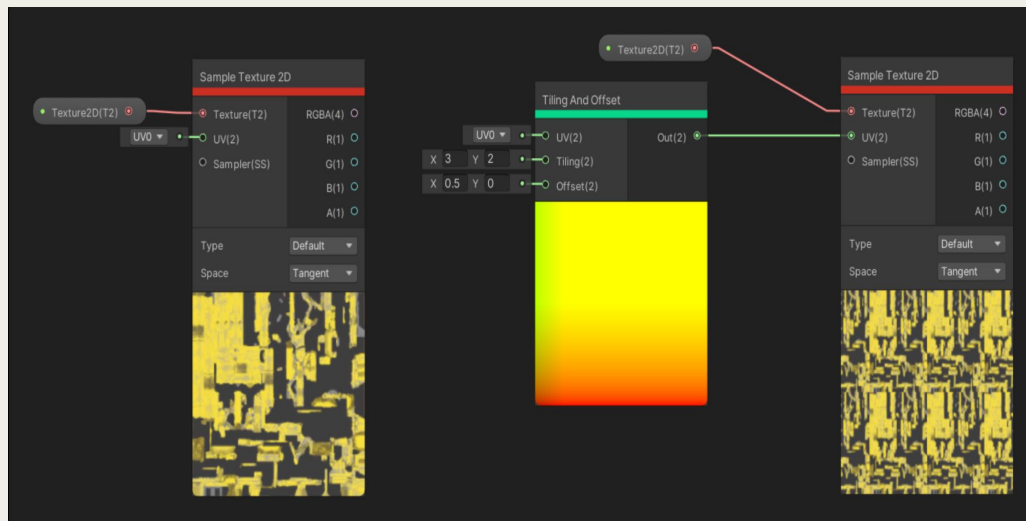 Sample Texture 2D
Texture2D(T2)
Texture(T2) RGBA(4)
UV0 UV(2) R(1)
Sampler(SS) G(1)
B(1)
A(1)
Type Default
Space Tangent
Texture2D(T2)
Tiling And Offset
UV0 UV(2) Out(2)
X 3 Y 2 Tiling(2)
X 0.5 Y 0 Offset(2)
Sample Texture 2D
Texture(T2) RGBA(4)
UV(2) R(1)
Sampler(SS) G(1)
B(1)
A(1)
Type Default
Space Tangent